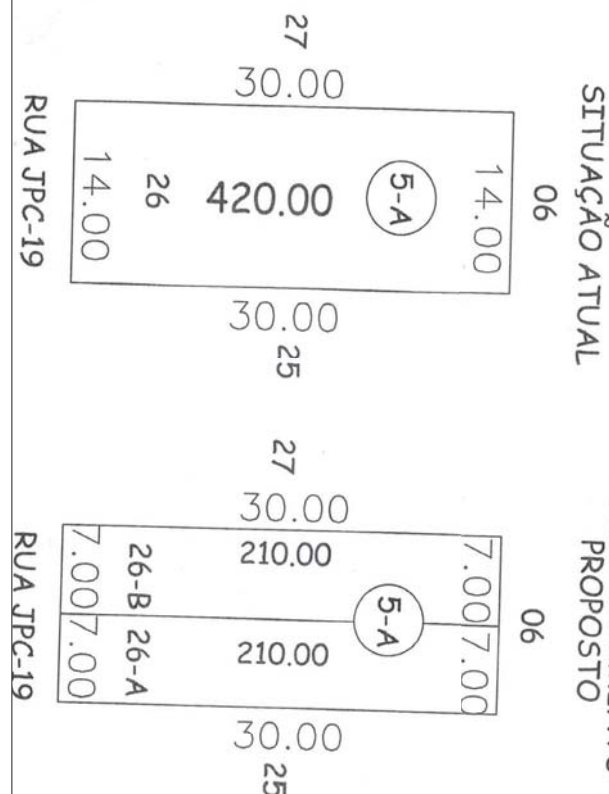 SITUAÇÃO ATUAL
06
14.00
27
30.00
5-A
420.00
30.00
25
26
14.00
RUA JPC-19
PROPOSTO
06
7.00
7.00
27
30.00
5-A
210.00
210.00
30.00
25
26-B
26-A
7.00
7.00
RUA JPC-19